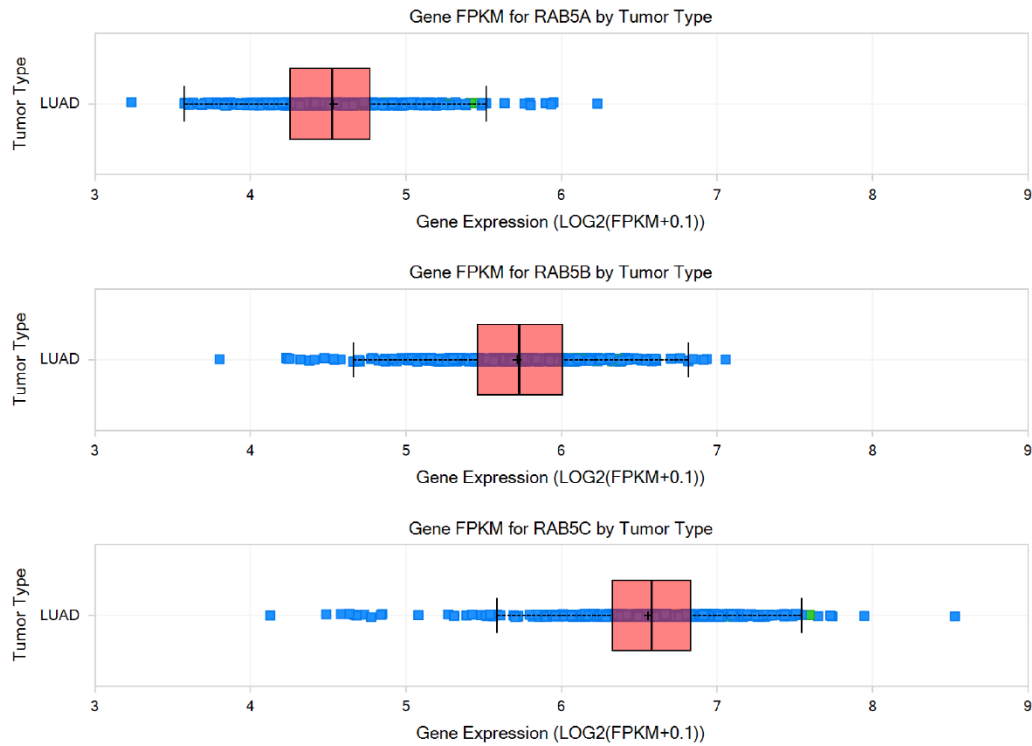 Gene FPKM for RAB5A by Tumor Type
Tumor Type
LUAD
3 4 5 6 7 8 9
Gene Expression (LOG2(FPKM+0.1))
Gene FPKM for RAB5B by Tumor Type
Tumor Type
LUAD
3 4 5 6 7 8 9
Gene Expression (LOG2(FPKM+0.1))
Gene FPKM for RAB5C by Tumor Type
Tumor Type
LUAD
3 4 5 6 7 8 9
Gene Expression (LOG2(FPKM+0.1))